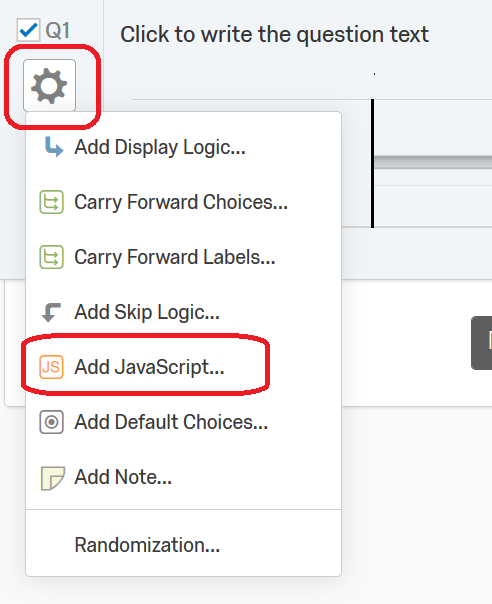 Q1
Click to write the question text
Add Display Logic...
Carry Forward Choices...
Carry Forward Labels...
Add Skip Logic...
JS Add JavaScript...
Add Default Choices...
Add Note...
Randomization...